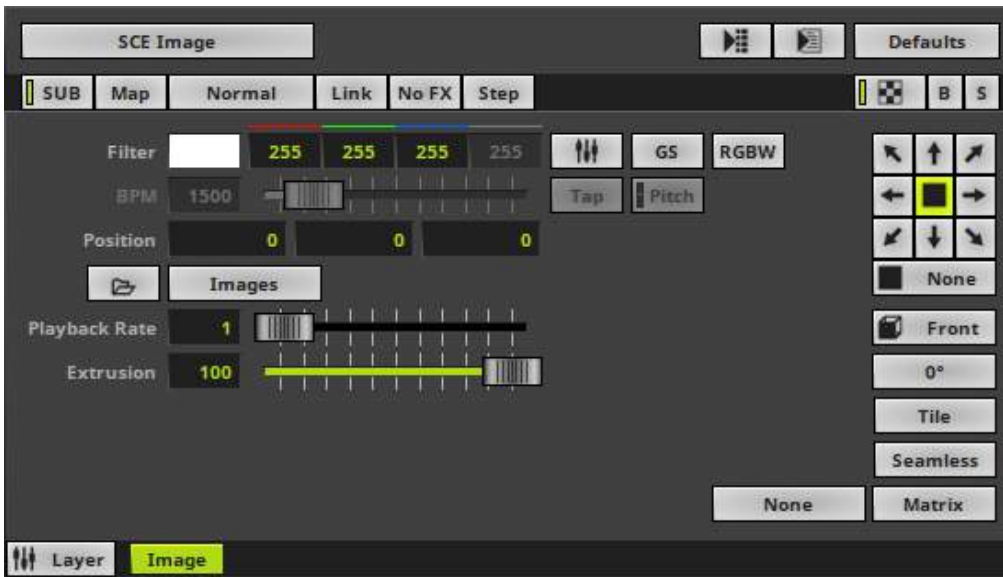 SCE Image Defaults
SUB Map Normal Link No FX Step B S
Filter 255 255 255 255 GS RGBW
BPM 1500 Tap Pitch
Position 0 0 0
None
Images
Playback Rate 1 Front
Extrusion 100 0°
Tile
Seamless
None Matrix
Layer Image